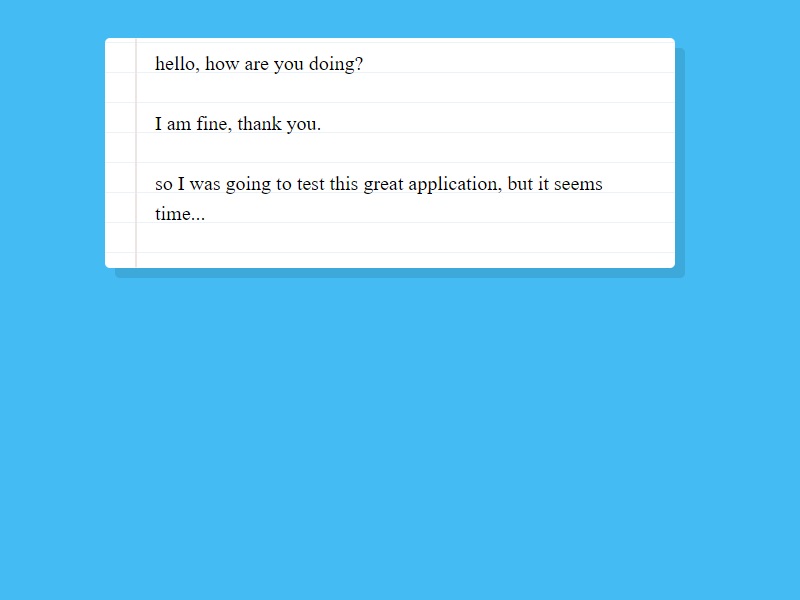 hello, how are you doing?
I am fine, thank you.
so I was going to test this great application, but it seems
time...